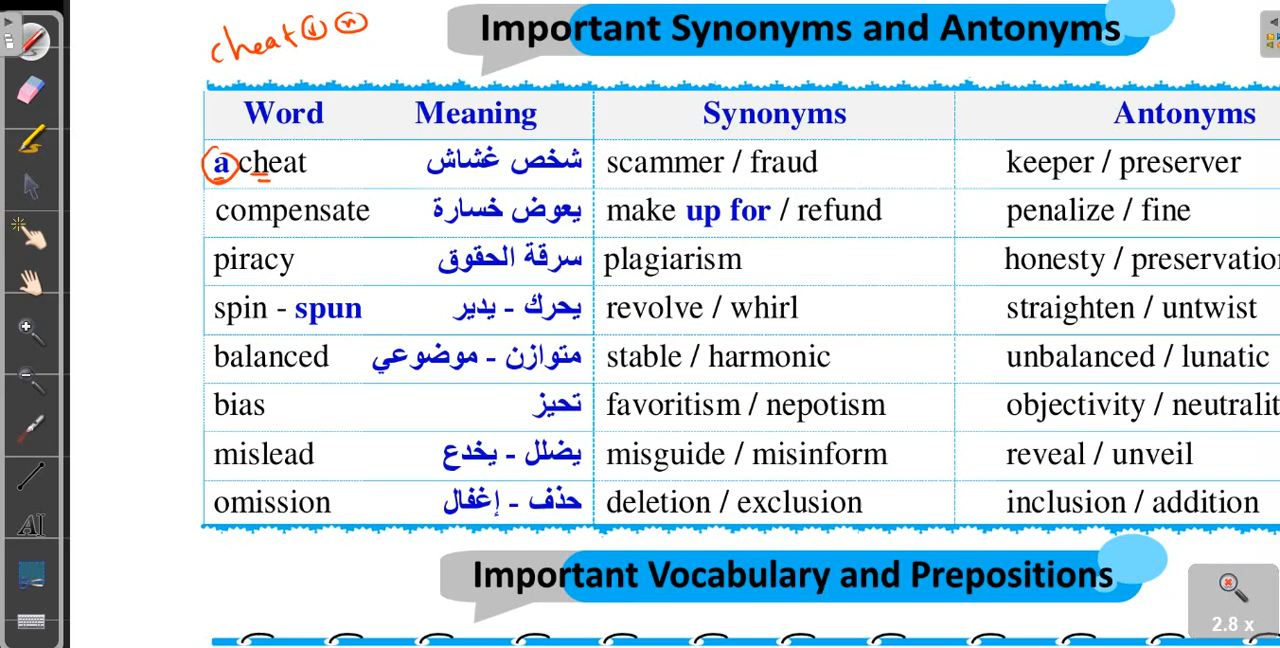 cheat
Important Synonyms and Antonyms
Word Meaning Synonyms Antonyms
a cheat شخص غشاش scammer / fraud keeper / preserver
compensate يعوض خسارة make up for / refund penalize / fine
piracy سرقة الحقوق plagiarism honesty / preservation
spin - spun يحرك - يدير revolve / whirl straighten / untwist
balanced متوازن - موضوعي stable / harmonic unbalanced / lunatic
bias تحيز favoritism / nepotism objectivity / neutralit
mislead يضلل - يخدع misguide / misinform reveal / unveil
omission حذف - إغفال deletion / exclusion inclusion / addition
Important Vocabulary and Prepositions
AI
2.8 x